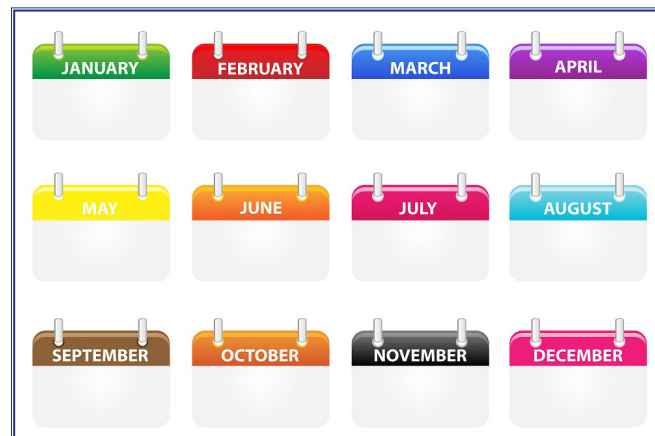 JANUARY
FEBRUARY
MARCH
APRIL
MAY
JUNE
JULY
AUGUST
SEPTEMBER
OCTOBER
NOVEMBER
DECEMBER